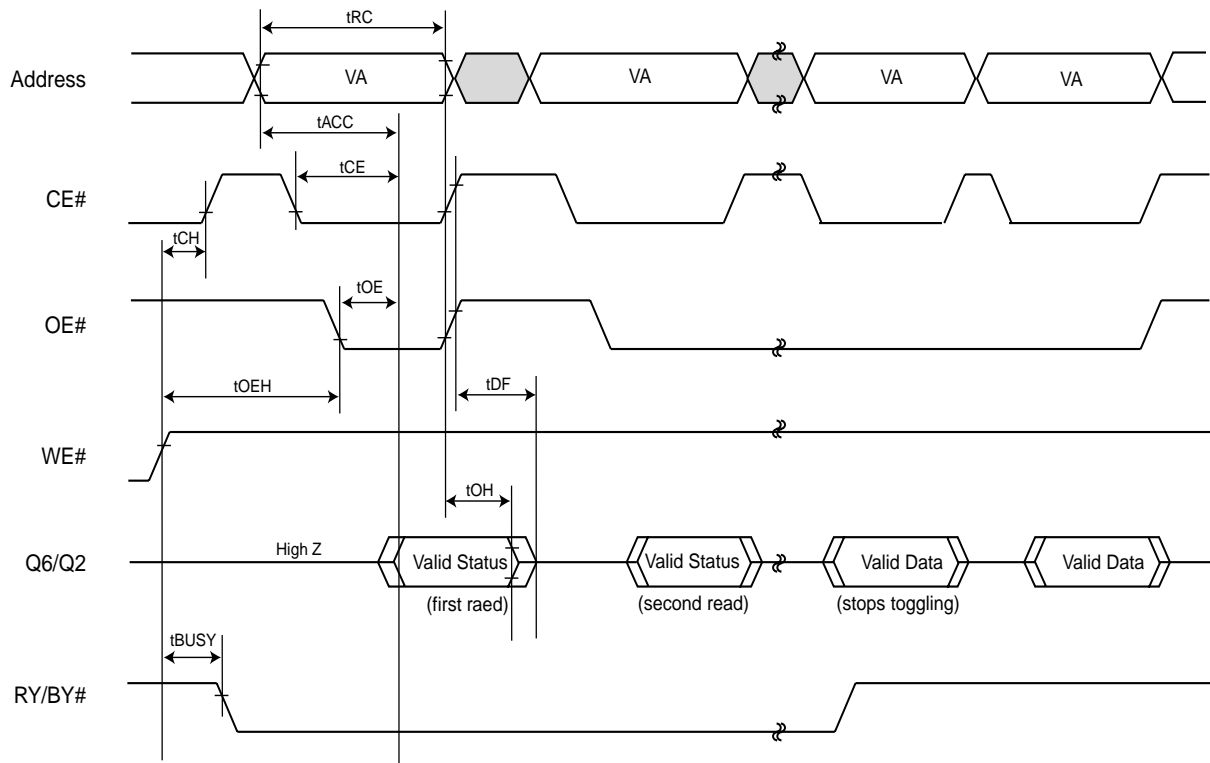 tRC
Address
VA
VA
VA
VA
tACC
tCE
CE#
tCH
tOE
OE#
tOEH
tDF
WE#
tOH
Q6/Q2
High Z
Valid Status
Valid Status
Valid Data
Valid Data
(first raed)
(second read)
(stops toggling)
tBUSY
RY/BY#